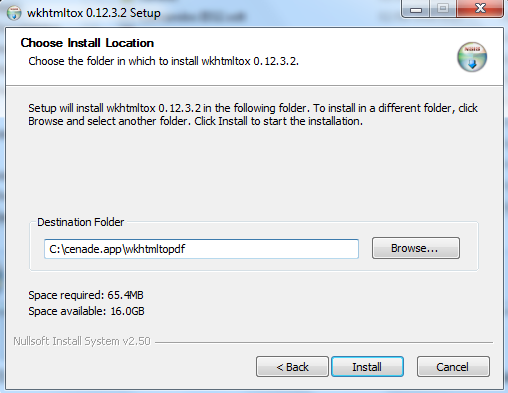 wkhtmltox 0.12.3.2 Setup
Choose Install Location
Choose the folder in which to install wkhtmltox 0.12.3.2.
Setup will install wkhtmltox 0.12.3.2 in the following folder. To install in a different folder, click
Browse and select another folder. Click Install to start the installation.
Destination Folder
C:\cenade.app\wkhtmltopdf
Browse...
Space required: 65.4MB
Space available: 16.0GB
Nullsoft Install System v2.50
< Back
Install
Cancel